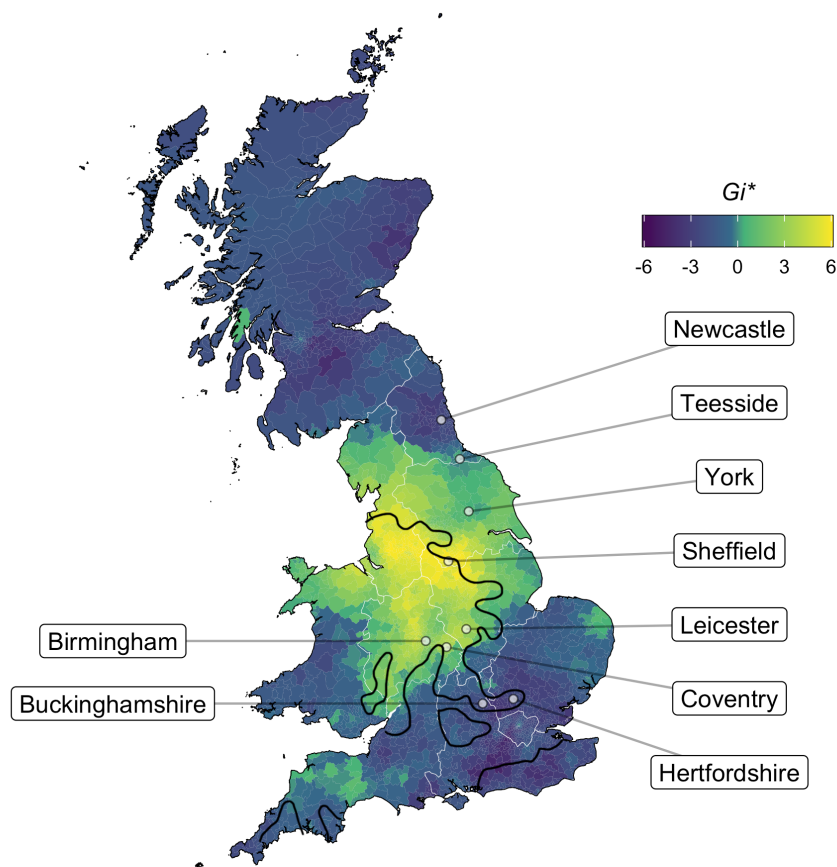 Gi*
-6 -3 0 3 6
Newcastle
Teesside
York
Sheffield
Leicester
Birmingham
Coventry
Buckinghamshire
Hertfordshire